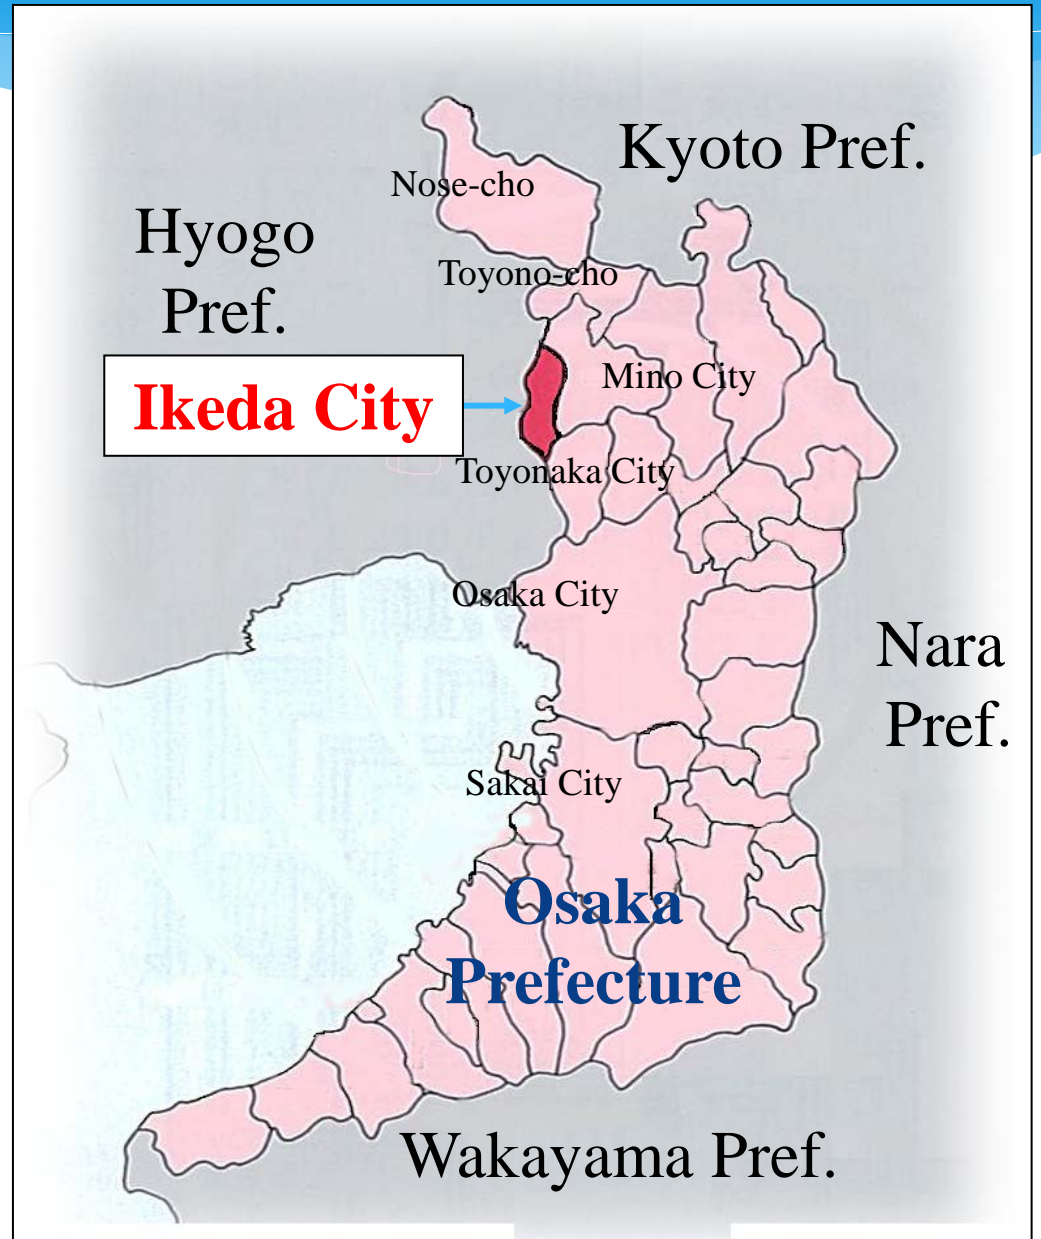 Kyoto Pref.
Nose-cho
Hyogo
Pref.
Toyono-cho
Mino City
Ikeda City
Toyonaka City
Osaka City
Nara
Pref.
Sakai City
Osaka
Prefecture
Wakayama Pref.